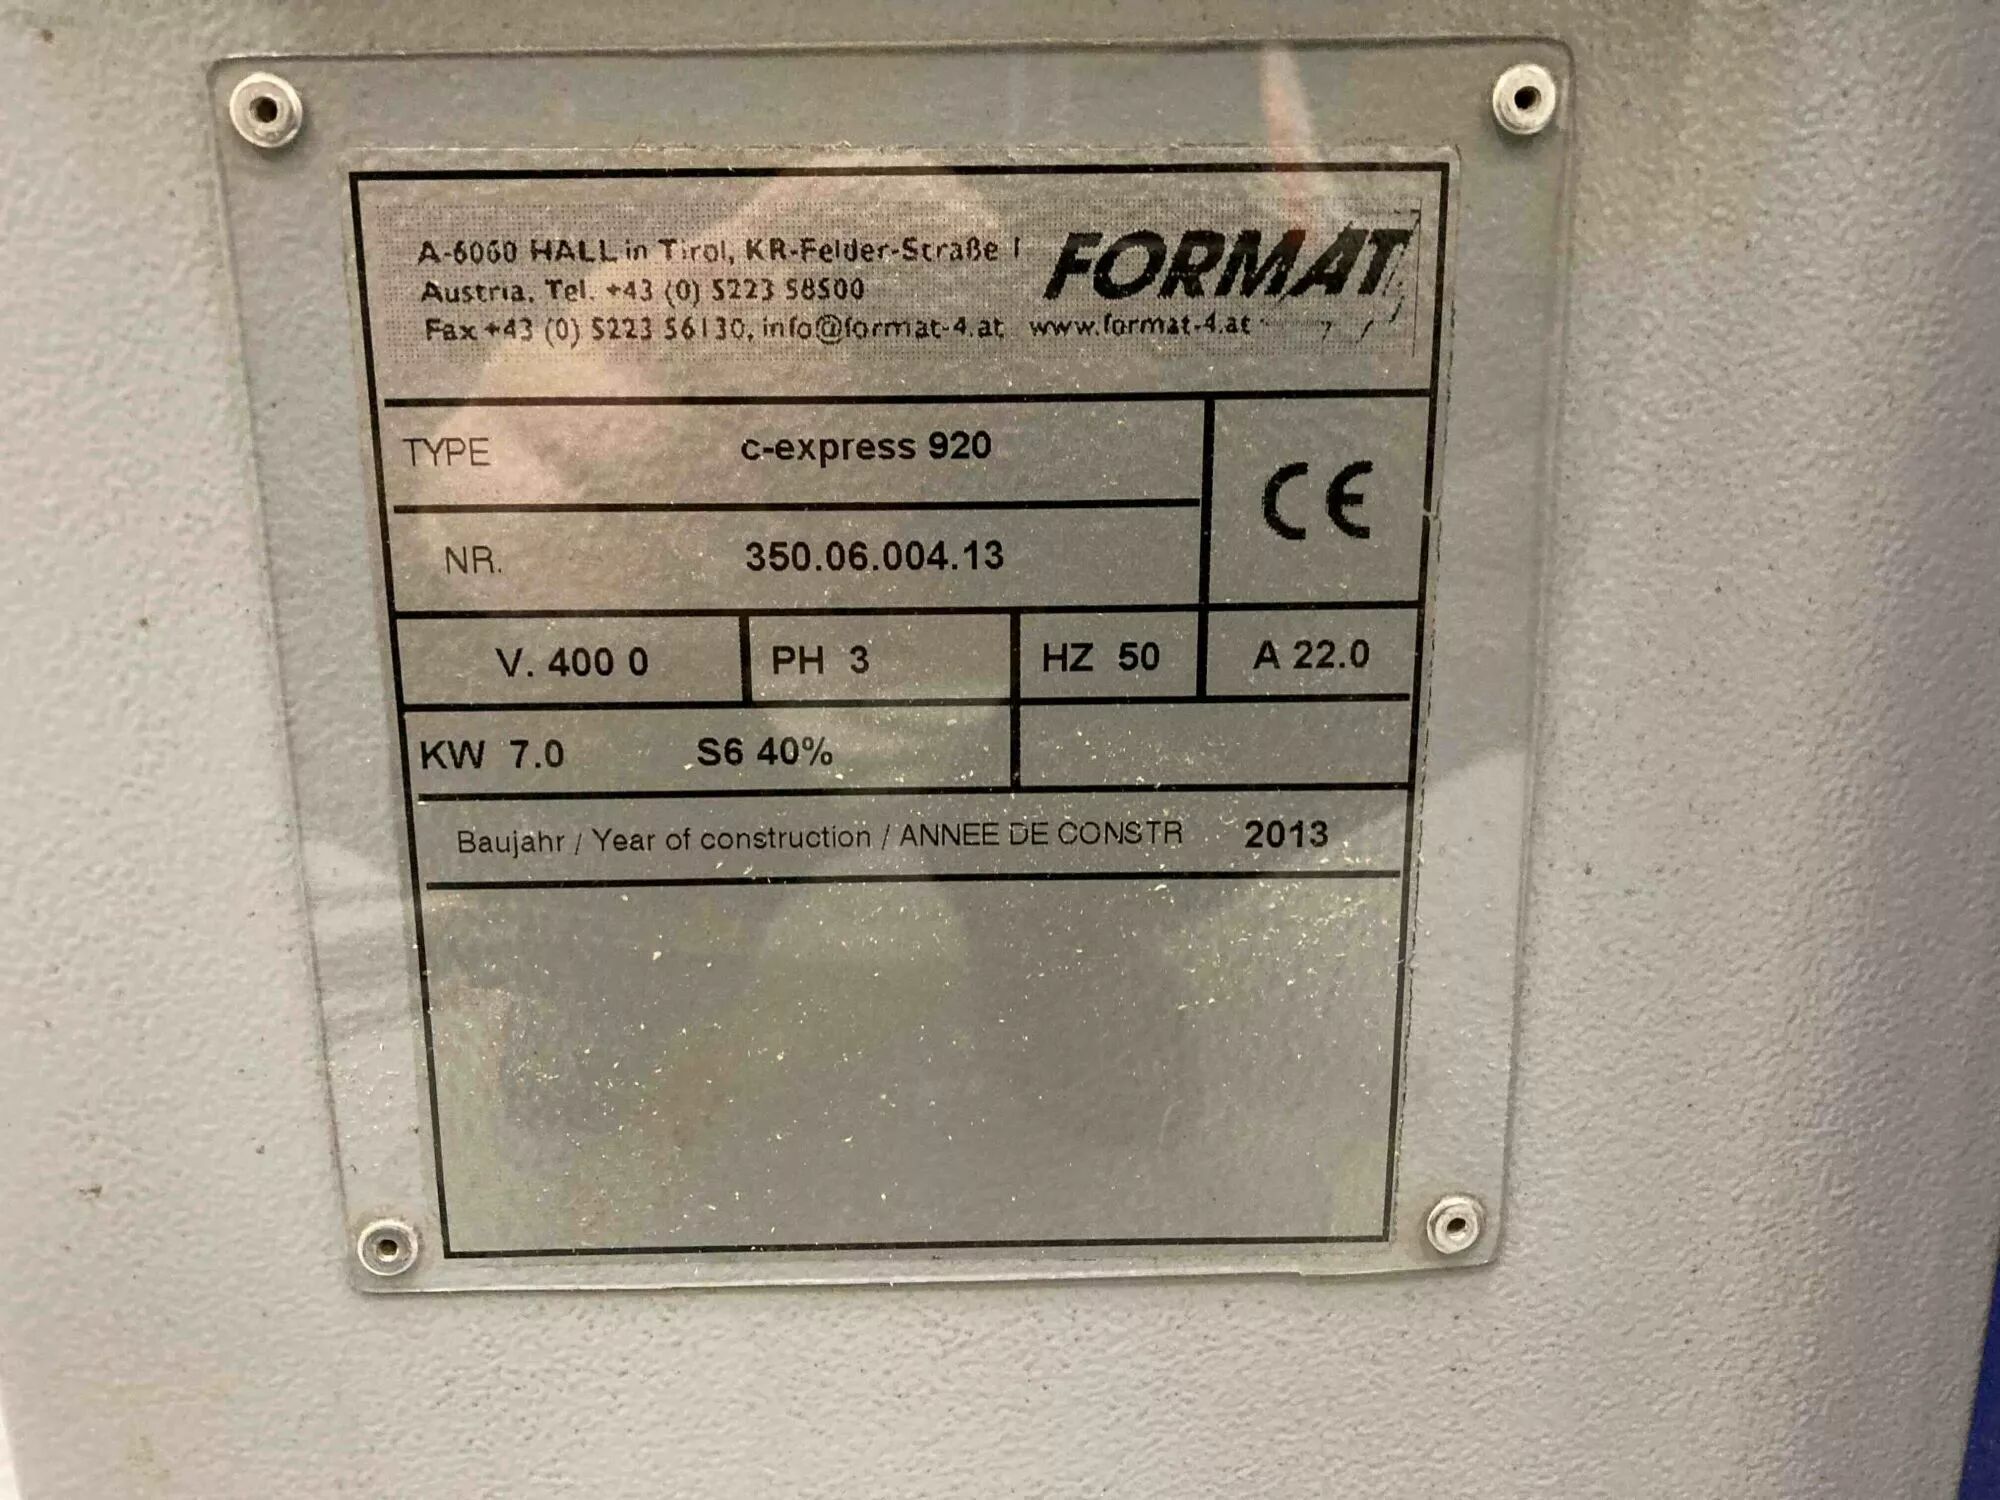 A-6060 HALL in Tirol, KR-Felder-Straße 1
FORMAT
Austria, Tel. +43 (0) 5223 58500
Fax +43 (0) 5223 56130, info@format-4.at www.format-4.at
TYPE c-express 920
CE
NR. 350.06.004.13
V. 400 0 PH 3 HZ 50 A 22.0
KW 7.0 S6 40%
Baujahr / Year of construction / ANNEE DE CONSTR 2013